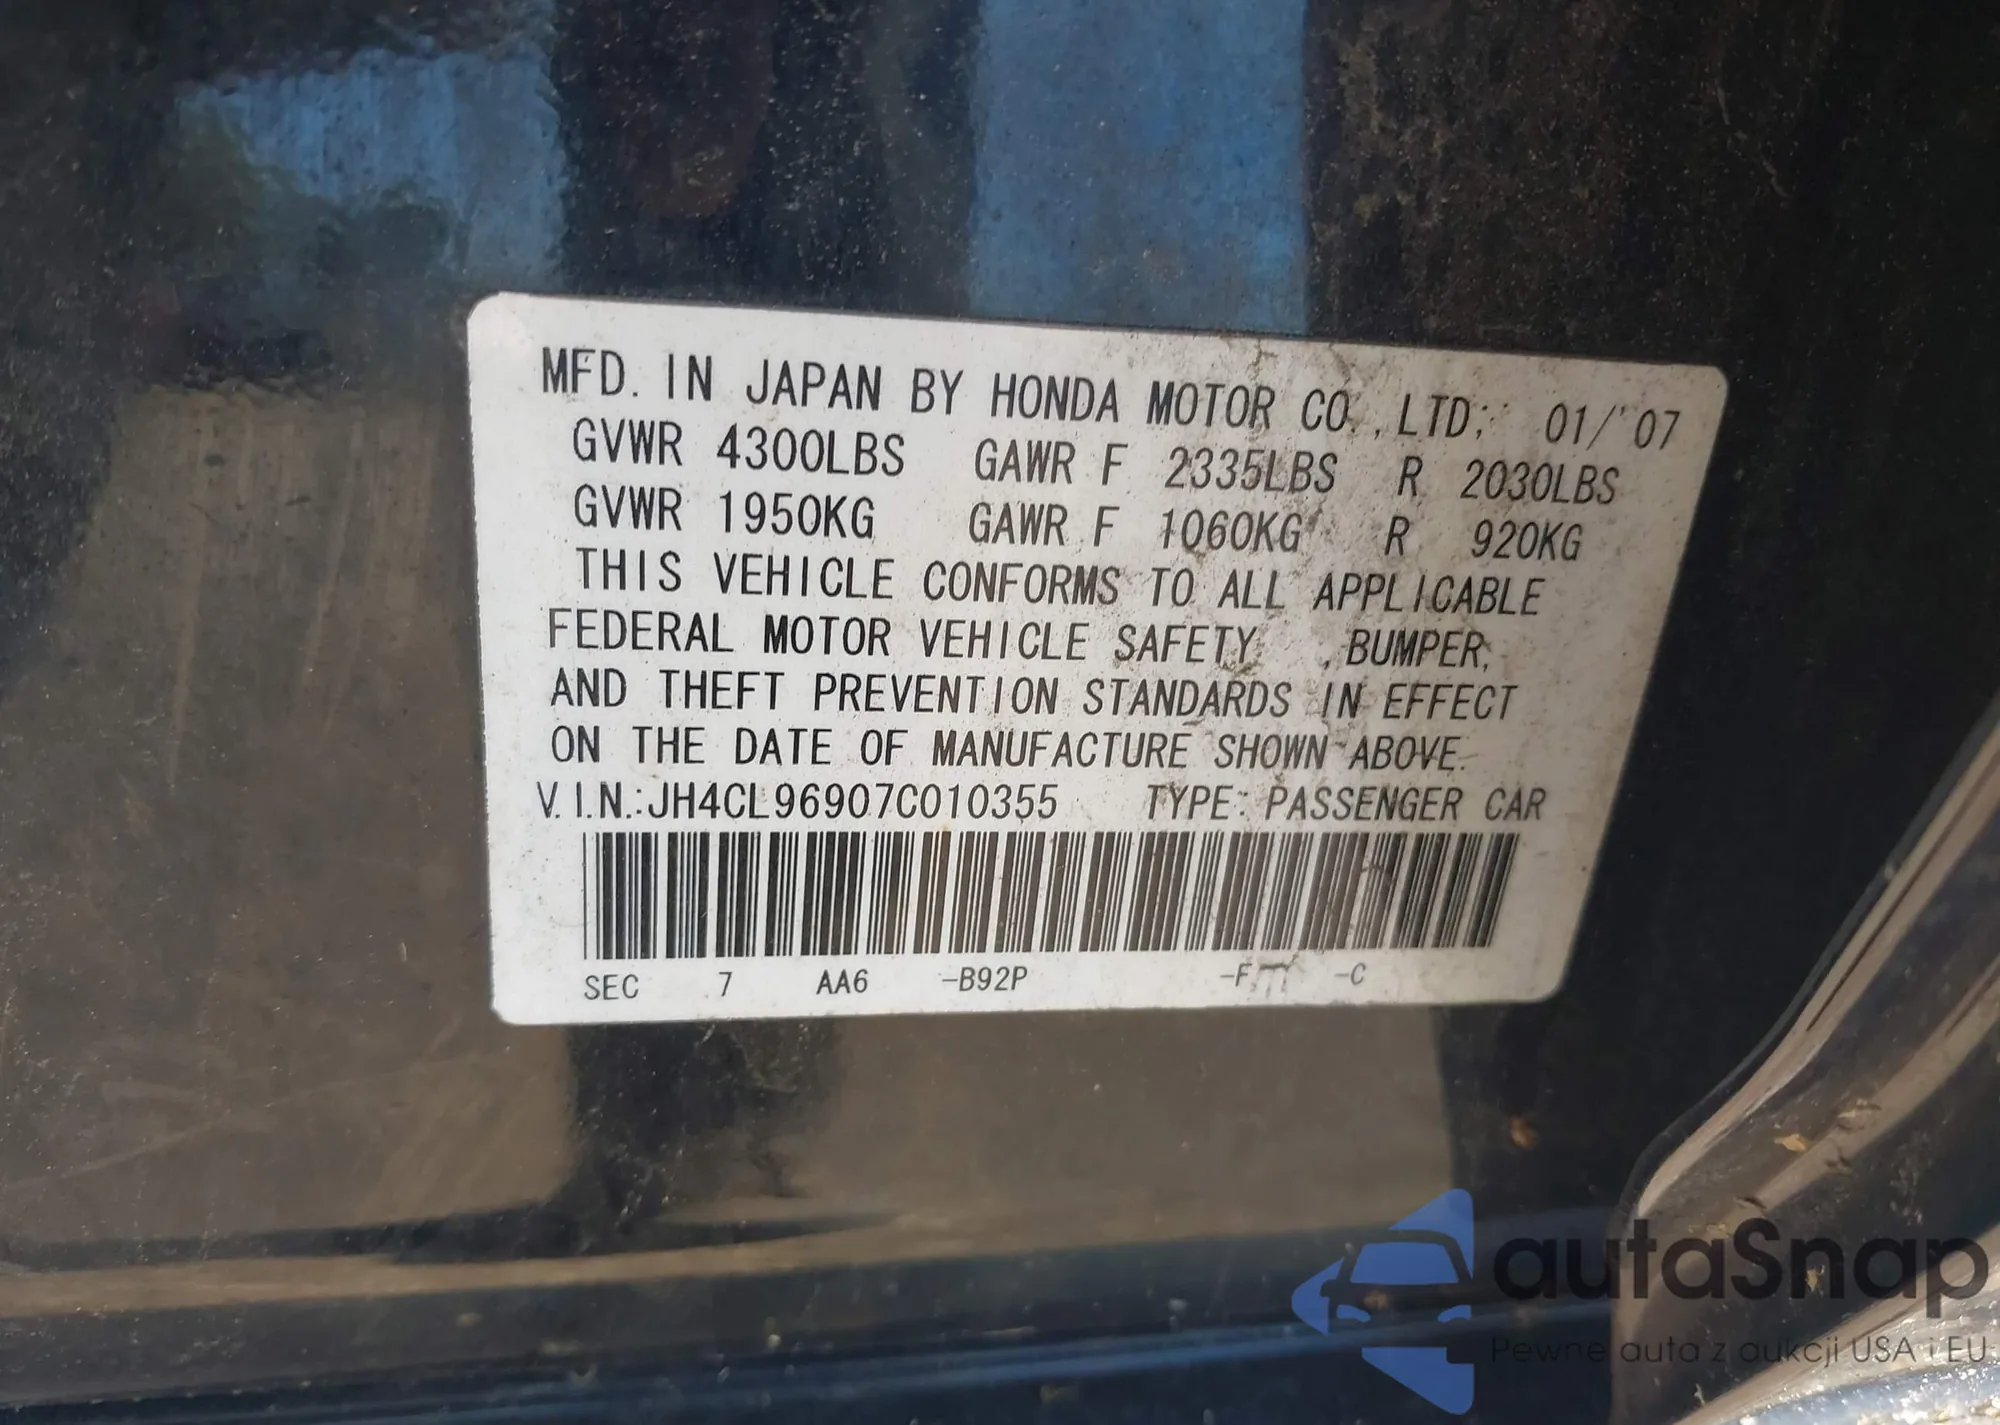 MFD. IN JAPAN BY HONDA MOTOR CO., LTD; 01/'07
GVWR 4300LBS GAWR F 2335LBS R 2030LBS
GVWR 1950KG GAWR F 1060KG R 920KG
THIS VEHICLE CONFORMS TO ALL APPLICABLE
FEDERAL MOTOR VEHICLE SAFETY , BUMPER,
AND THEFT PREVENTION STANDARDS IN EFFECT
ON THE DATE OF MANUFACTURE SHOWN ABOVE.
V.I.N.:JH4CL96907C010355 TYPE: PASSENGER CAR
SEC 7 AA6 -B92P -F -C
autaSnap
Pewne auta z aukcji USA i EU